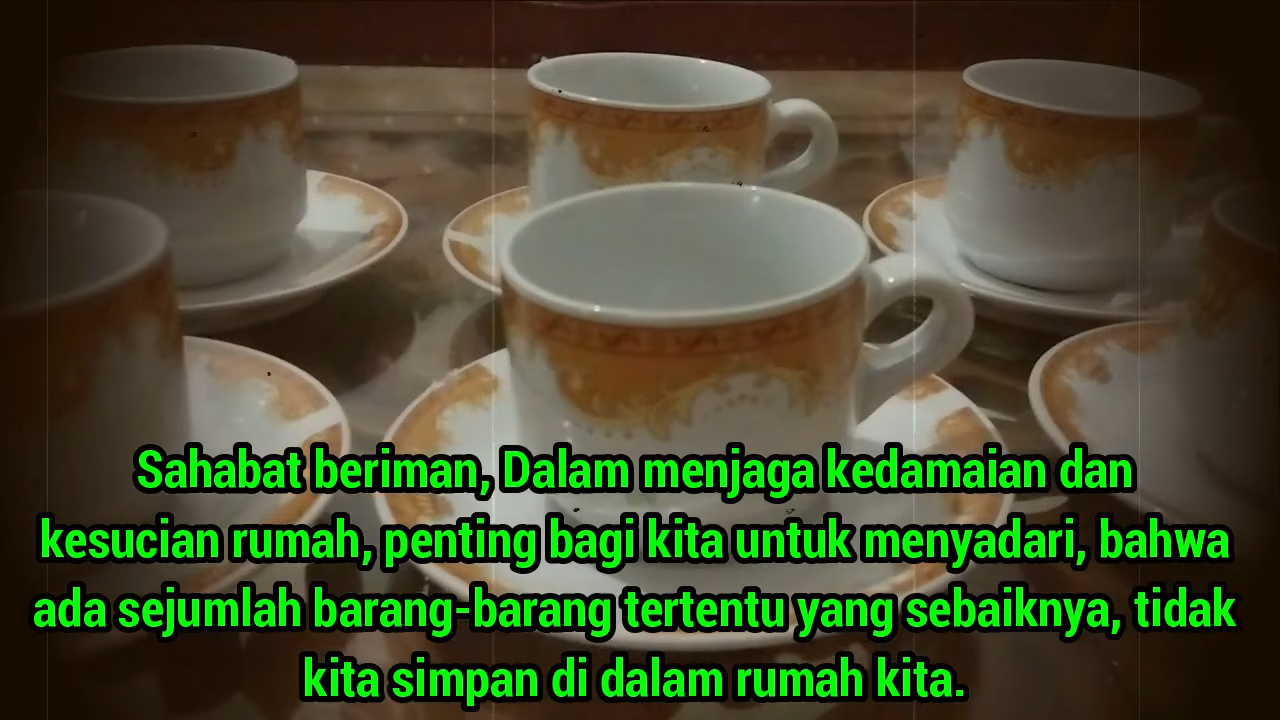 Sahabat beriman, Dalam menjaga kedamaian dan
kesucian rumah, penting bagi kita untuk menyadari, bahwa
ada sejumlah barang-barang tertentu yang sebaiknya, tidak
kita simpan di dalam rumah kita.